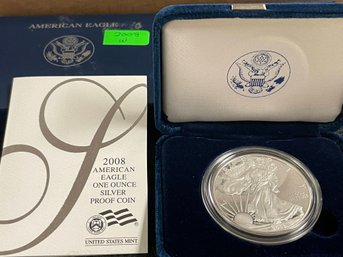 AMERICAN EAGLE
2008
W
2008
AMERICAN
EAGLE
ONE OUNCE
SILVER
PROOF COIN
UNITED STATES MINT